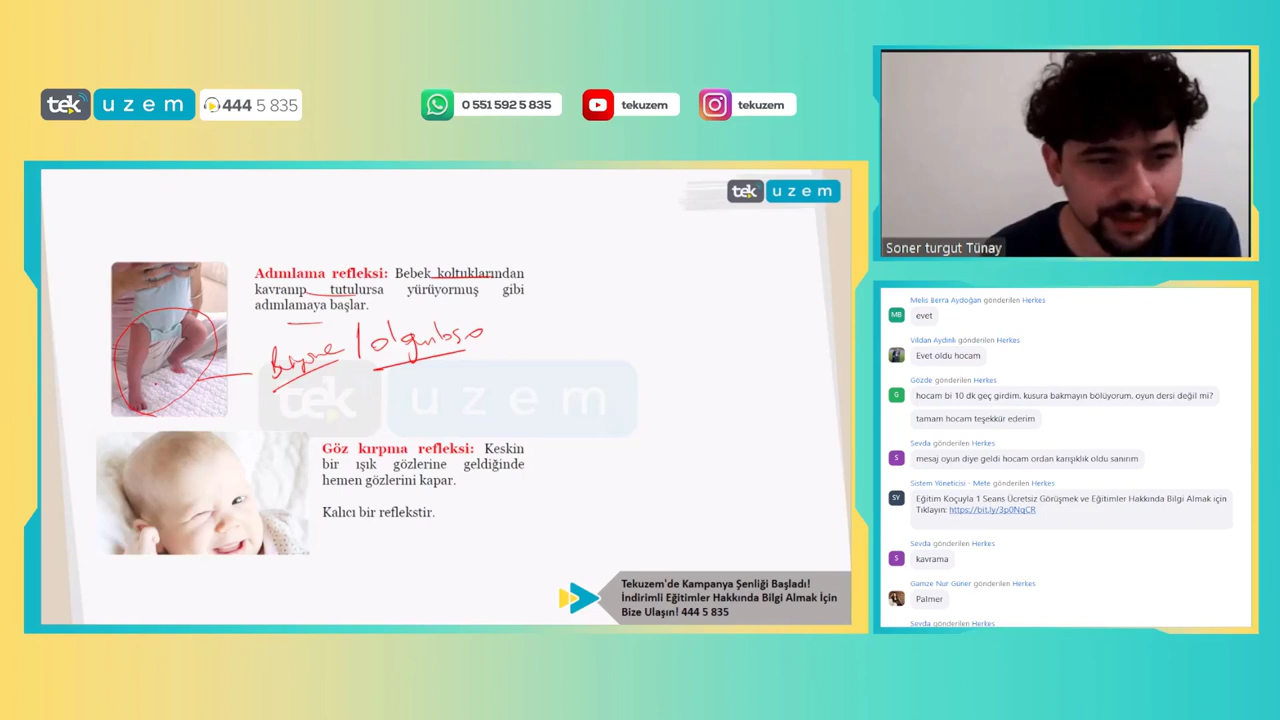 tek uzem 444 5 835
0 551 592 5 835
tekuzem
tekuzem
tek uzem
Adımlama refleksi: Bebek koltuklarından
kavranıp tutulursa yürüyormuş gibi
adımlamaya başlar.
tek uzem
Göz kırpma refleksi: Keskin
bir ışık gözlerine geldiğinde
hemen gözlerini kapar.
Kalıcı bir reflekstir.
Tekuzem'de Kampanya Şenliği Başladı!
İndirimli Eğitimler Hakkında Bilgi Almak İçin
Bize Ulaşın! 444 5 835
Soner turgut Tünay
Melis Berra Aydoğan gönderilen Herkes
MB evet
Vildan Aydınlı gönderilen Herkes
Evet oldu hocam
Gözde gönderilen Herkes
G hocam bi 10 dk geç girdim. kusura bakmayın bölüyorum. oyun dersi değil mi?
tamam hocam teşekkür ederim
Sevda gönderilen Herkes
S mesaj oyun diye geldi hocam ordan karışıklık oldu sanırım
Sistem Yöneticisi - Mete gönderilen Herkes
SY Eğitim Koçuyla 1 Seans Ücretsiz Görüşmek ve Eğitimler Hakkında Bilgi Almak için
Tıklayın: https://bit.ly/3p0NqCR
Sevda gönderilen Herkes
S kavrama
Gamze Nur Güner gönderilen Herkes
Palmer
Sevda gönderilen Herkes